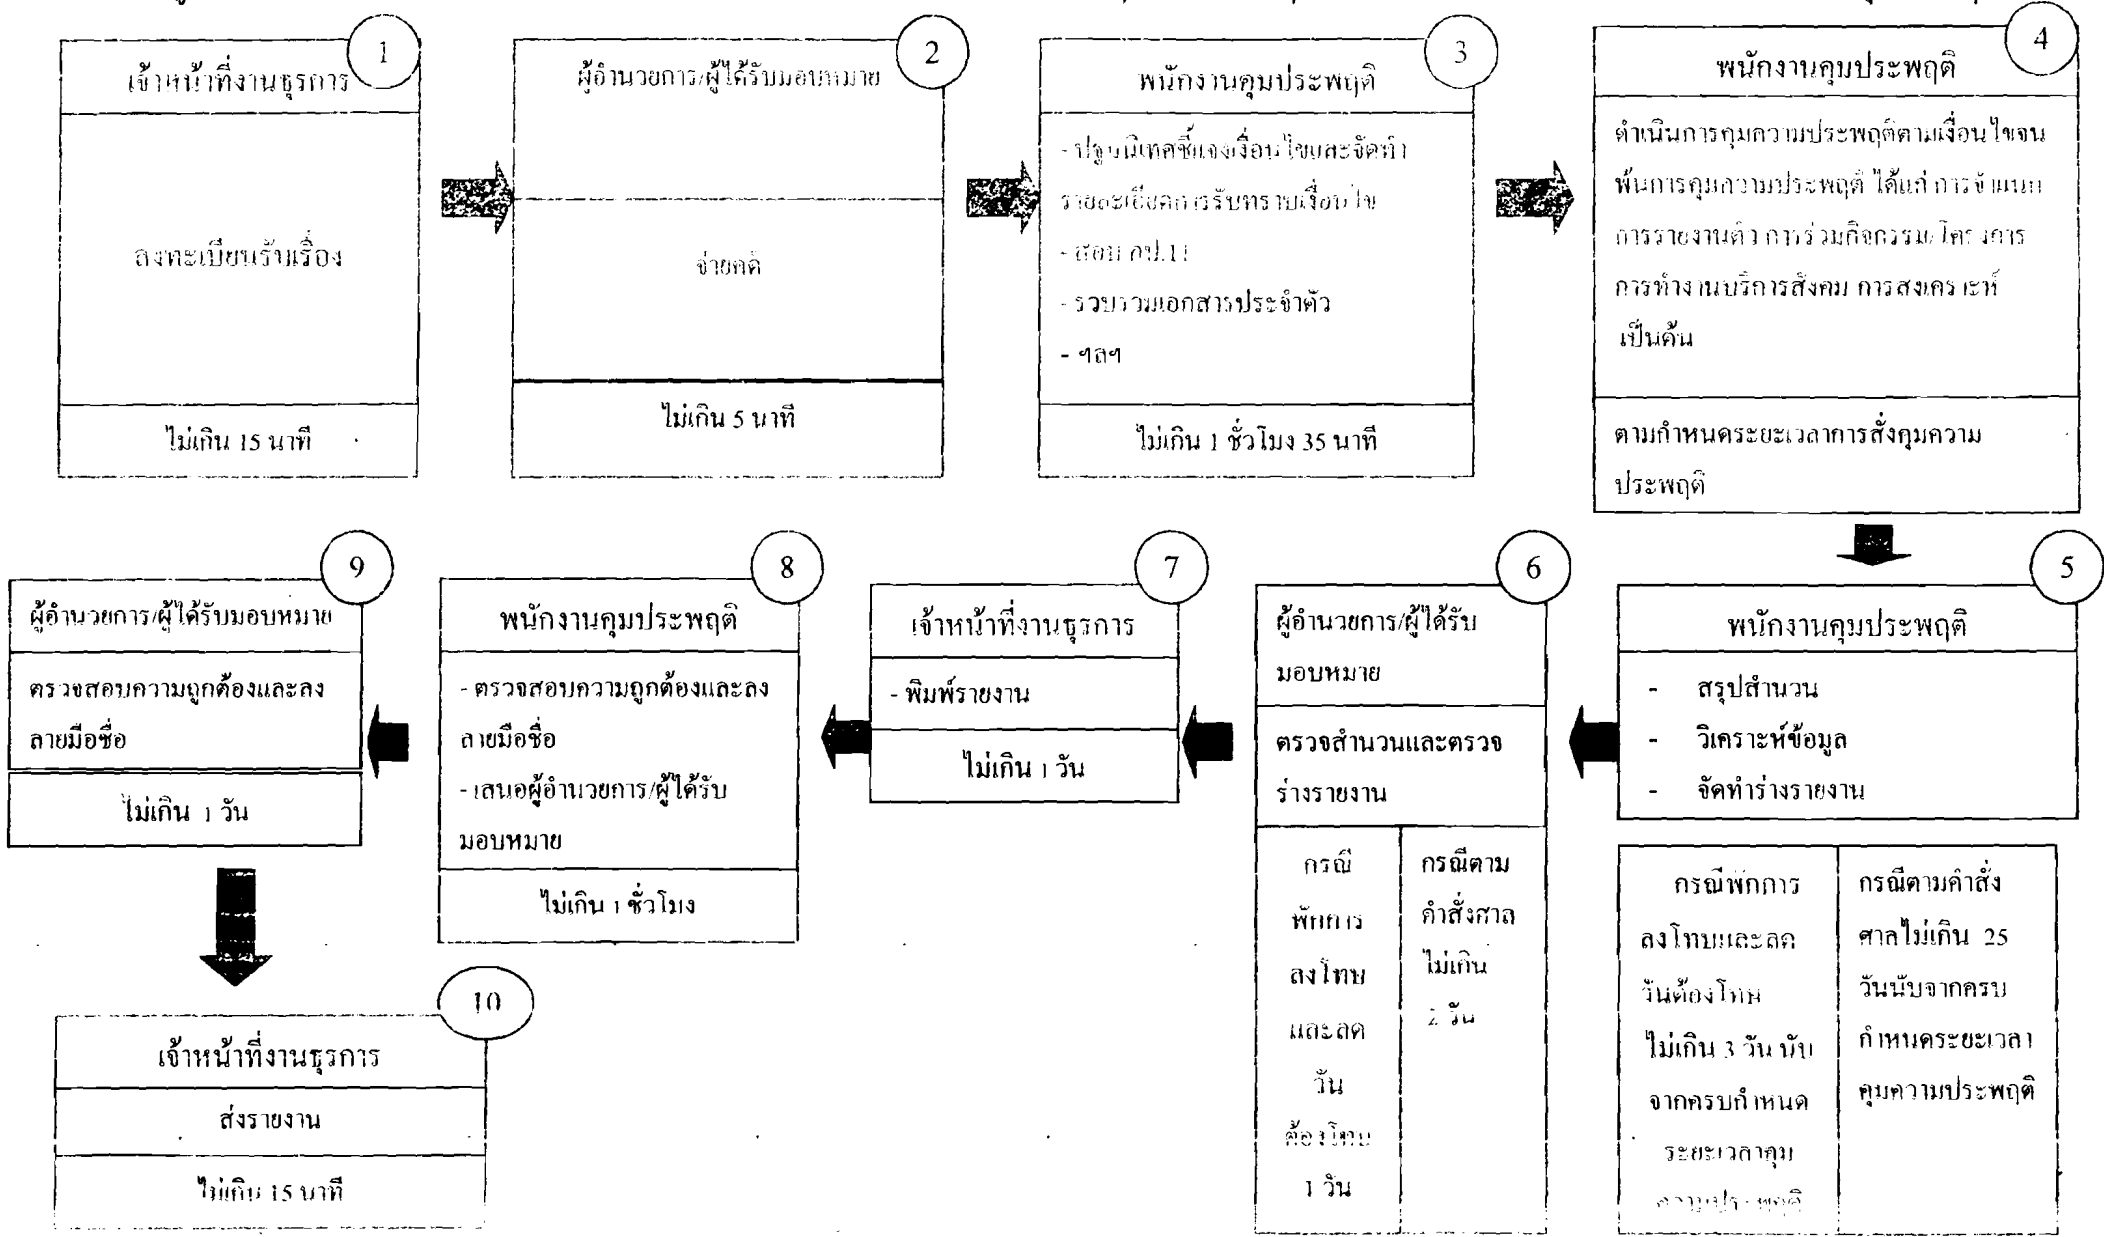 1
เจ้าหน้าที่งานธุรการ
ลงทะเบียนรับเรื่อง
ไม่เกิน 15 นาที
2
ผู้อำนวยการ/ผู้ได้รับมอบหมาย
จ่ายคดี
ไม่เกิน 5 นาที
3
พนักงานคุมประพฤติ
- ปฐมนิเทศชี้แจงเงื่อนไขและจัดทำ
รายละเอียดการรับทราบเงื่อนไข
- สอบ คป.11
- รวบรวมเอกสารประจำตัว
- ฯลฯ
ไม่เกิน 1 ชั่วโมง 35 นาที
4
พนักงานคุมประพฤติ
ดำเนินการคุมความประพฤติตามเงื่อนไขจน
พ้นการคุมความประพฤติ ได้แก่ การจำแนก
การรายงานตัว การร่วมกิจกรรม/โครงการ
การทำงานบริการสังคม การสงเคราะห์
เป็นต้น
ตามกำหนดระยะเวลาการสั่งคุมความ
ประพฤติ
5
พนักงานคุมประพฤติ
- สรุปสำนวน
- วิเคราะห์ข้อมูล
- จัดทำร่างรายงาน
กรณีพักการ
ลงโทษและลด
วันต้องโทษ
ไม่เกิน 3 วัน นับ
จากครบกำหนด
ระยะเวลาคุม
ความประพฤติ
กรณีตามคำสั่ง
ศาลไม่เกิน 25
วันนับจากครบ
กำหนดระยะเวลา
คุมความประพฤติ
6
ผู้อำนวยการ/ผู้ได้รับ
มอบหมาย
ตรวจสำนวนและตรวจ
ร่างรายงาน
กรณี
พักการ
ลงโทษ
และลด
วัน
ต้องโทษ
1 วัน
กรณีตาม
คำสั่งศาล
ไม่เกิน
2 วัน
7
เจ้าหน้าที่งานธุรการ
- พิมพ์รายงาน
ไม่เกิน 1 วัน
8
พนักงานคุมประพฤติ
- ตรวจสอบความถูกต้องและลง
ลายมือชื่อ
- เสนอผู้อำนวยการ/ผู้ได้รับ
มอบหมาย
ไม่เกิน 1 ชั่วโมง
9
ผู้อำนวยการ/ผู้ได้รับมอบหมาย
ตรวจสอบความถูกต้องและลง
ลายมือชื่อ
ไม่เกิน 1 วัน
10
เจ้าหน้าที่งานธุรการ
ส่งรายงาน
ไม่เกิน 15 นาที